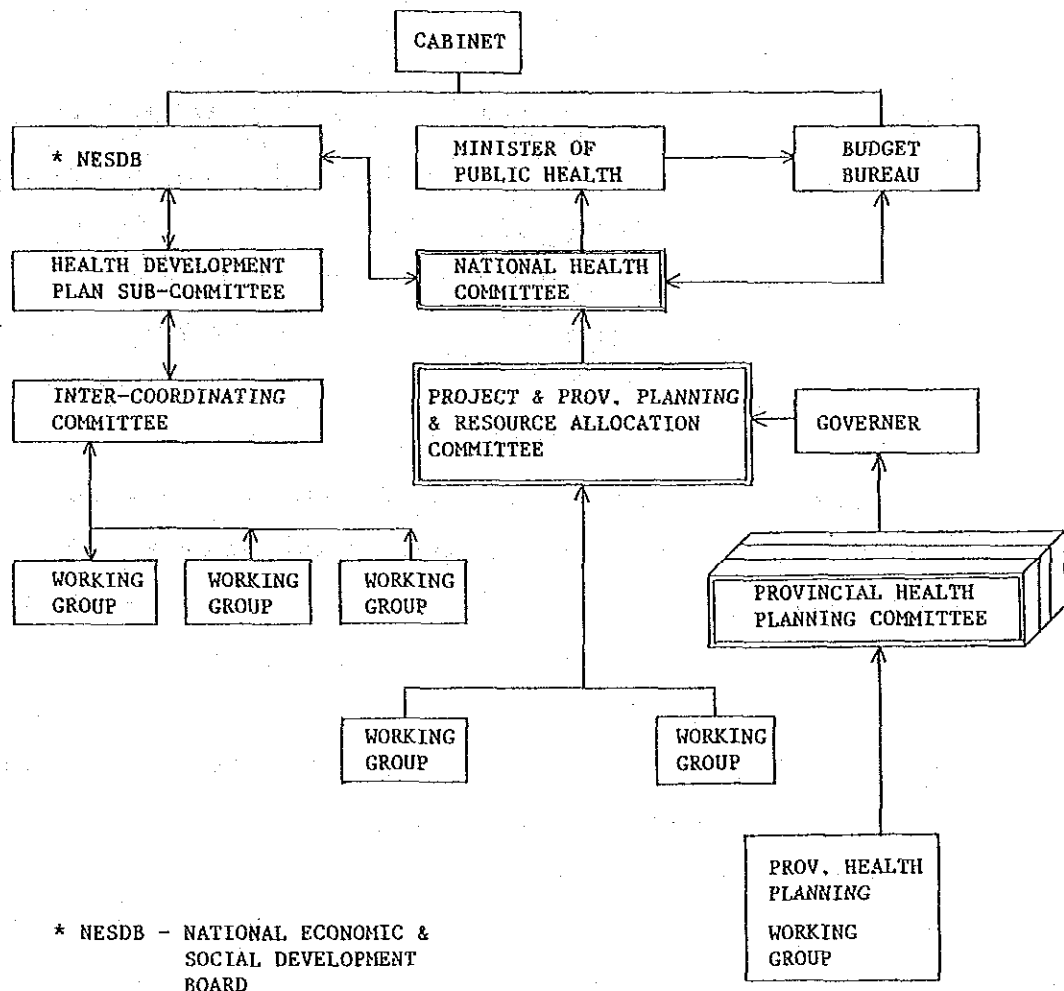 CABINET
* NESDB
MINISTER OF
PUBLIC HEALTH
BUDGET
BUREAU
HEALTH DEVELOPMENT
PLAN SUB-COMMITTEE
NATIONAL HEALTH
COMMITTEE
INTER-COORDINATING
COMMITTEE
PROJECT & PROV. PLANNING
& RESOURCE ALLOCATION
COMMITTEE
GOVERNER
WORKING
GROUP
WORKING
GROUP
WORKING
GROUP
PROVINCIAL HEALTH
PLANNING COMMITTEE
WORKING
GROUP
WORKING
GROUP
PROV. HEALTH
PLANNING
WORKING
GROUP
* NESDB - NATIONAL ECONOMIC &
SOCIAL DEVELOPMENT
BOARD